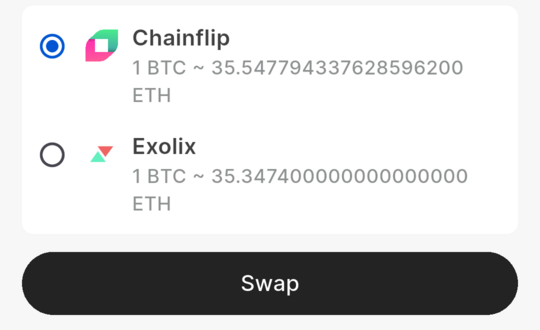 Chainflip
1 BTC ~ 35.547794337628596200
ETH
Exolix
1 BTC ~ 35.347400000000000000
ETH
Swap